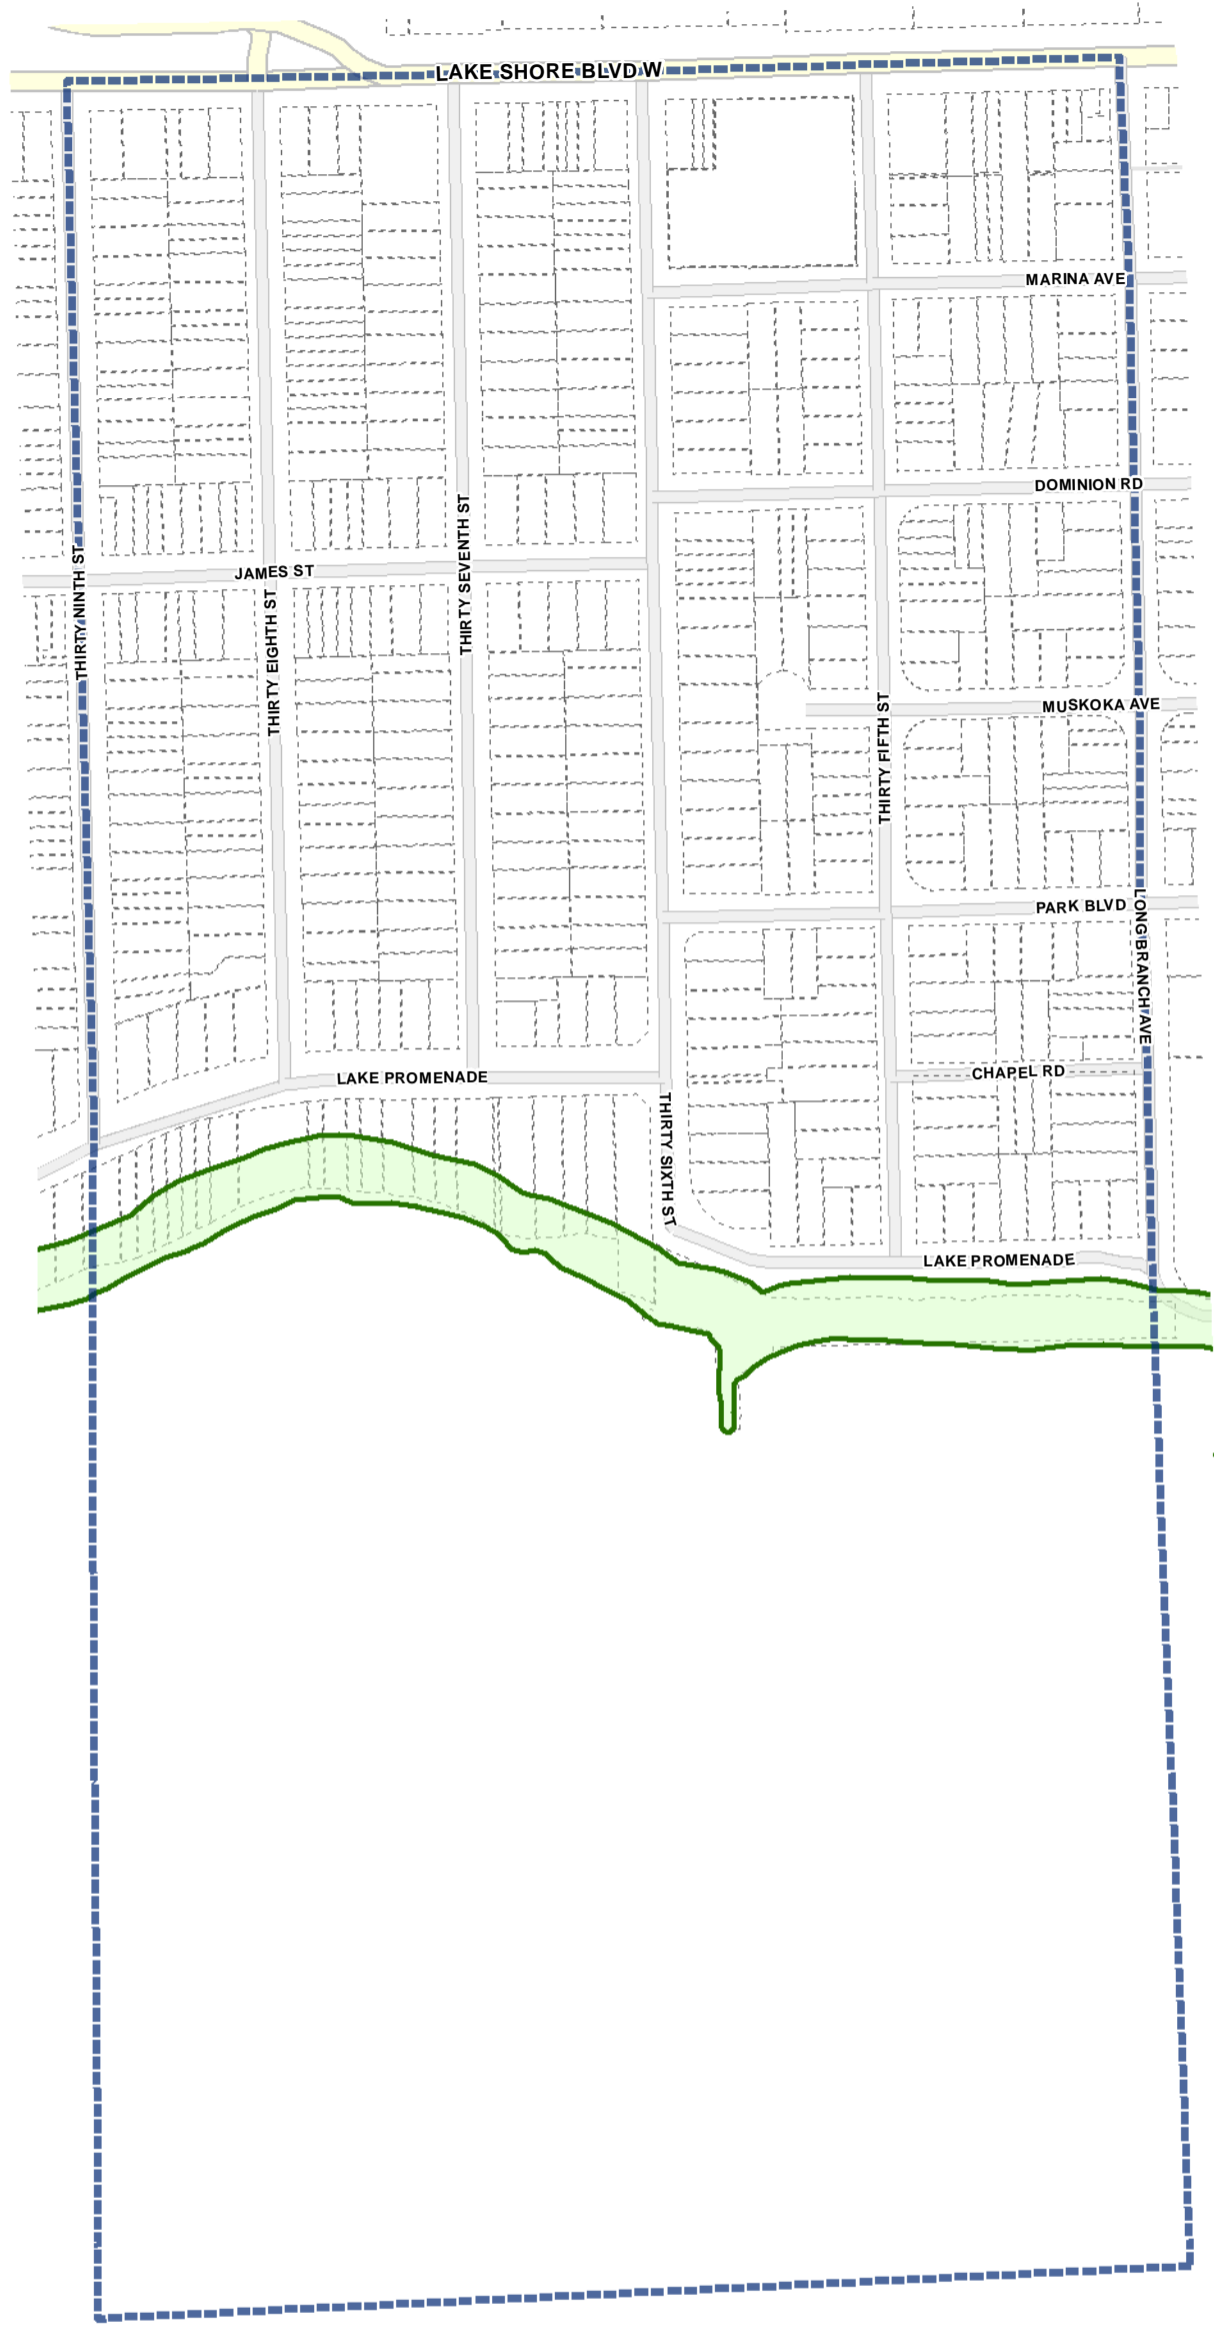 LAKE SHORE BLVD W
MARINA AVE
DOMINION RD
THIRTY NINTH ST
JAMES ST
THIRTY EIGHTH ST
THIRTY SEVENTH ST
THIRTY FIFTH ST
MUSKOKA AVE
PARK BLVD
LONG BRANCH AVE
CHAPEL RD
LAKE PROMENADE
THIRTY SIXTH ST
LAKE PROMENADE